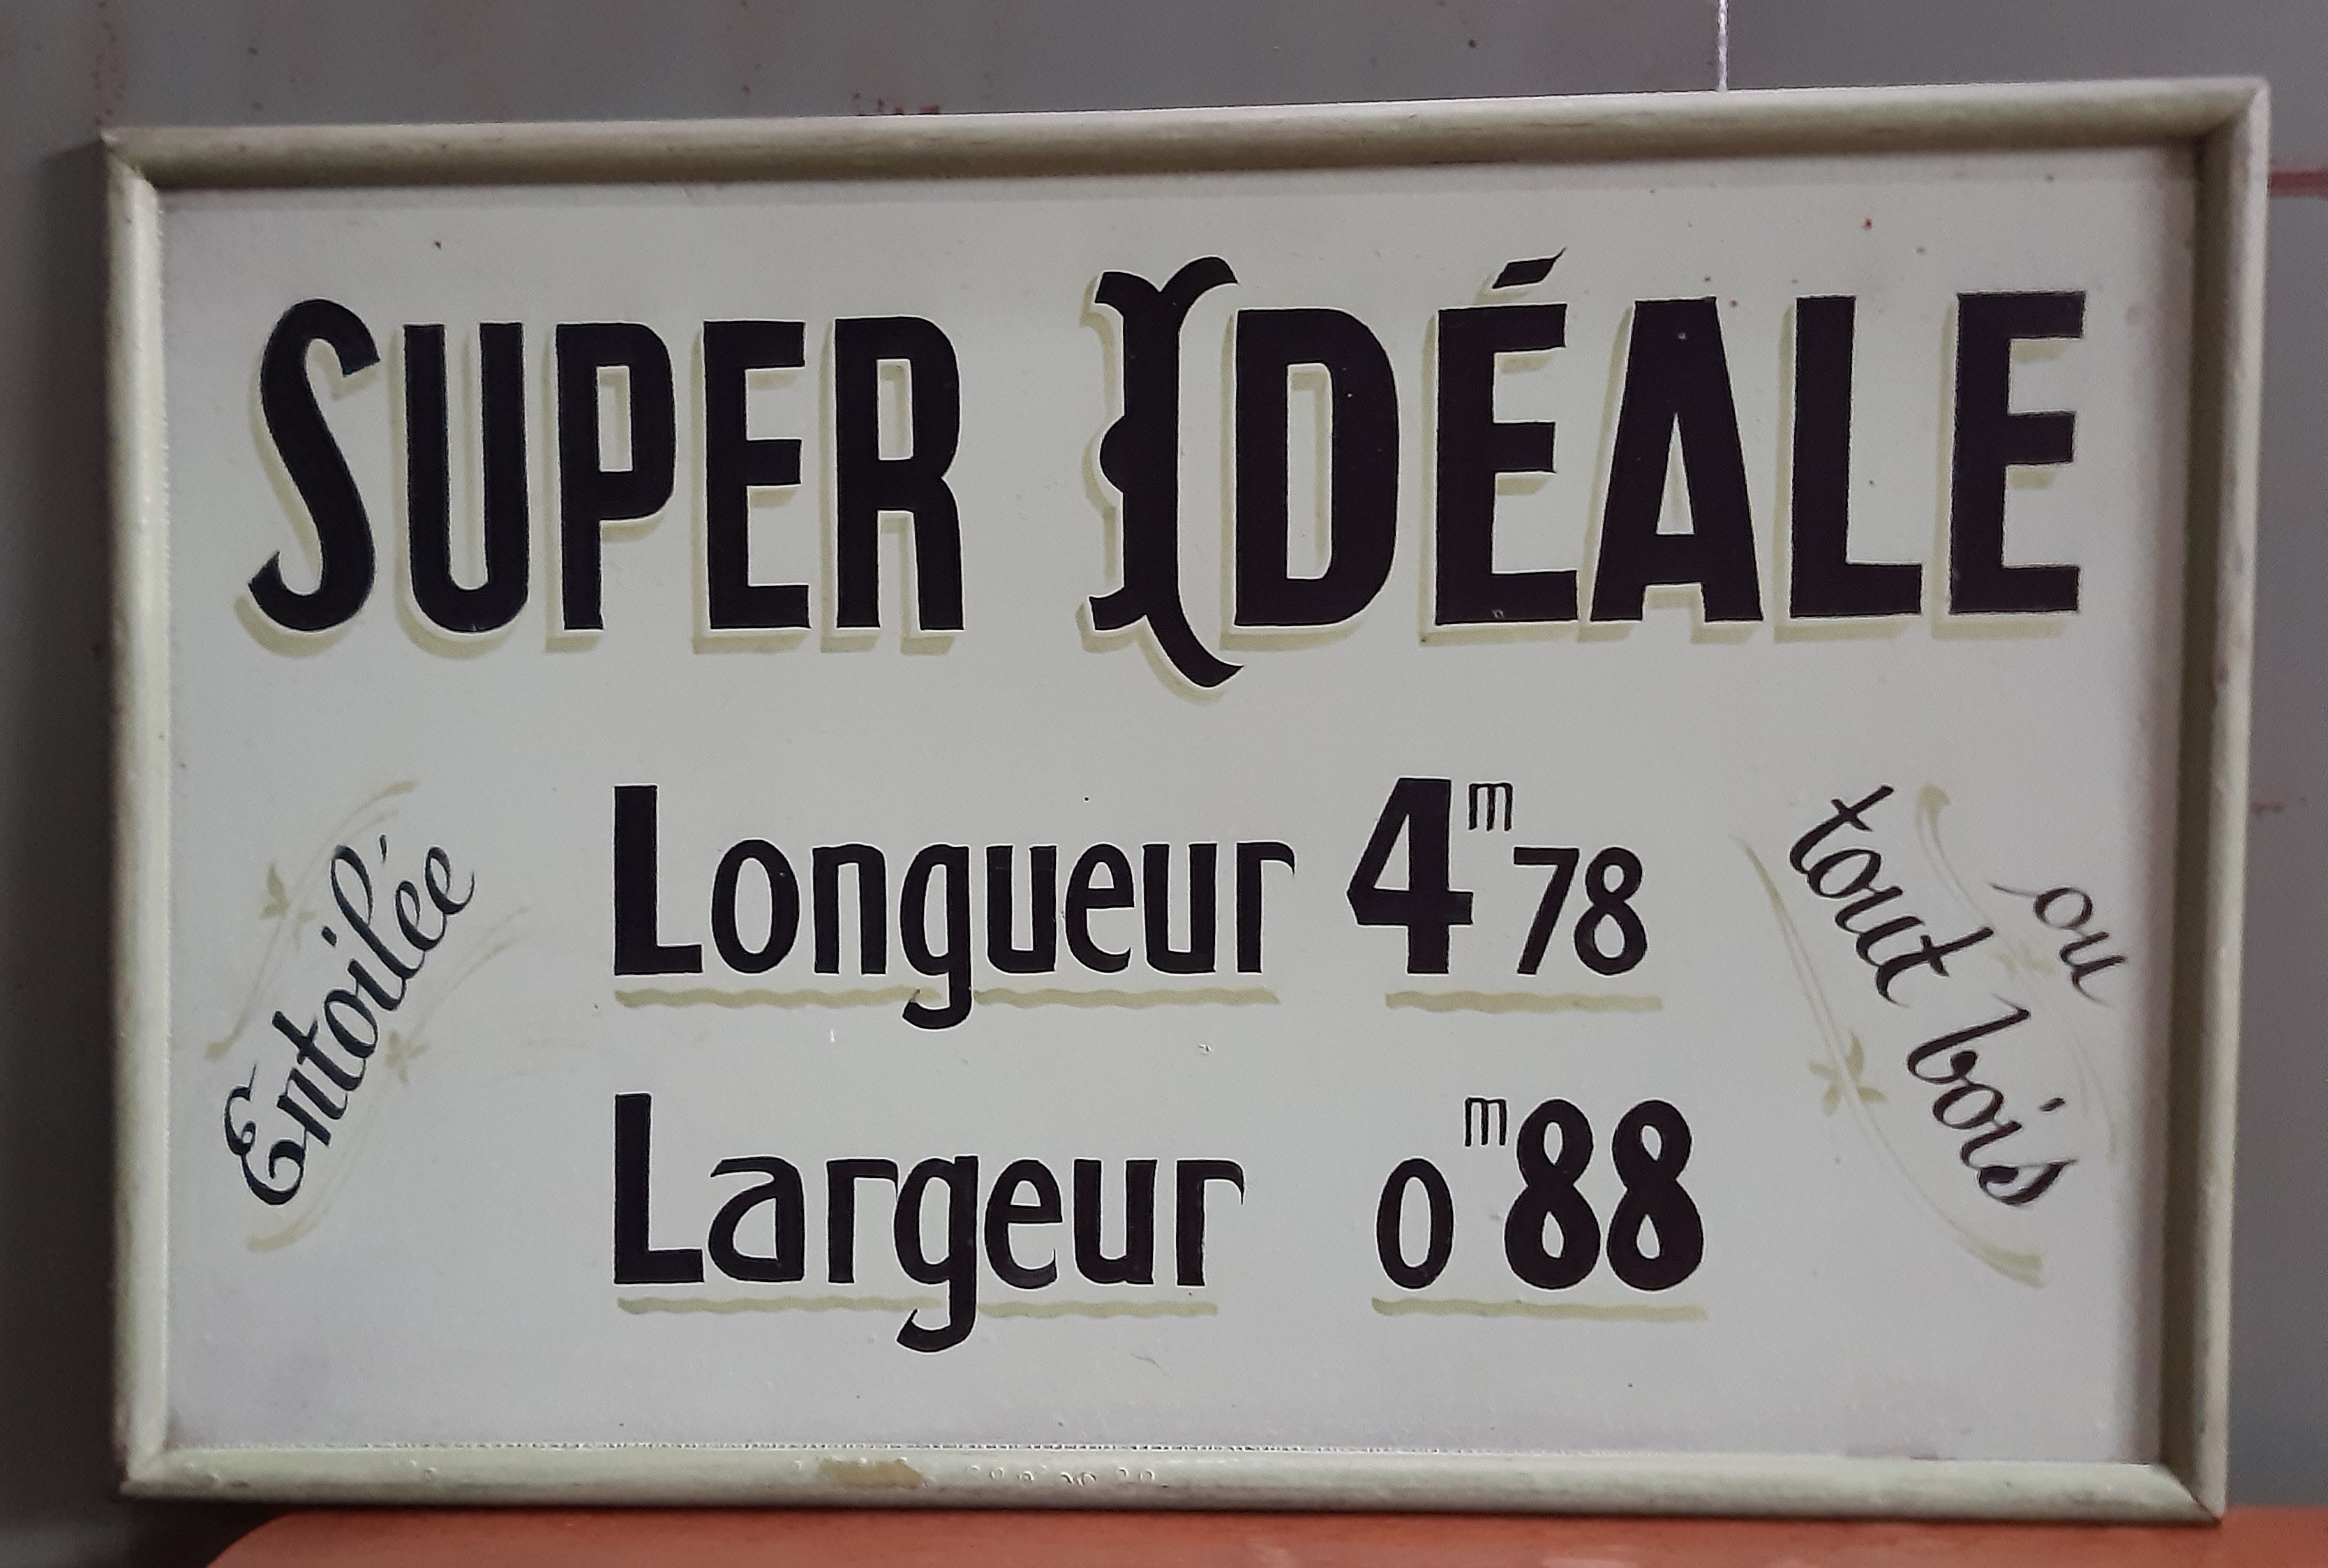 SUPER IDÉALE
Entoilée
Longueur 4m78
Largeur 0m88
ou
tout bois